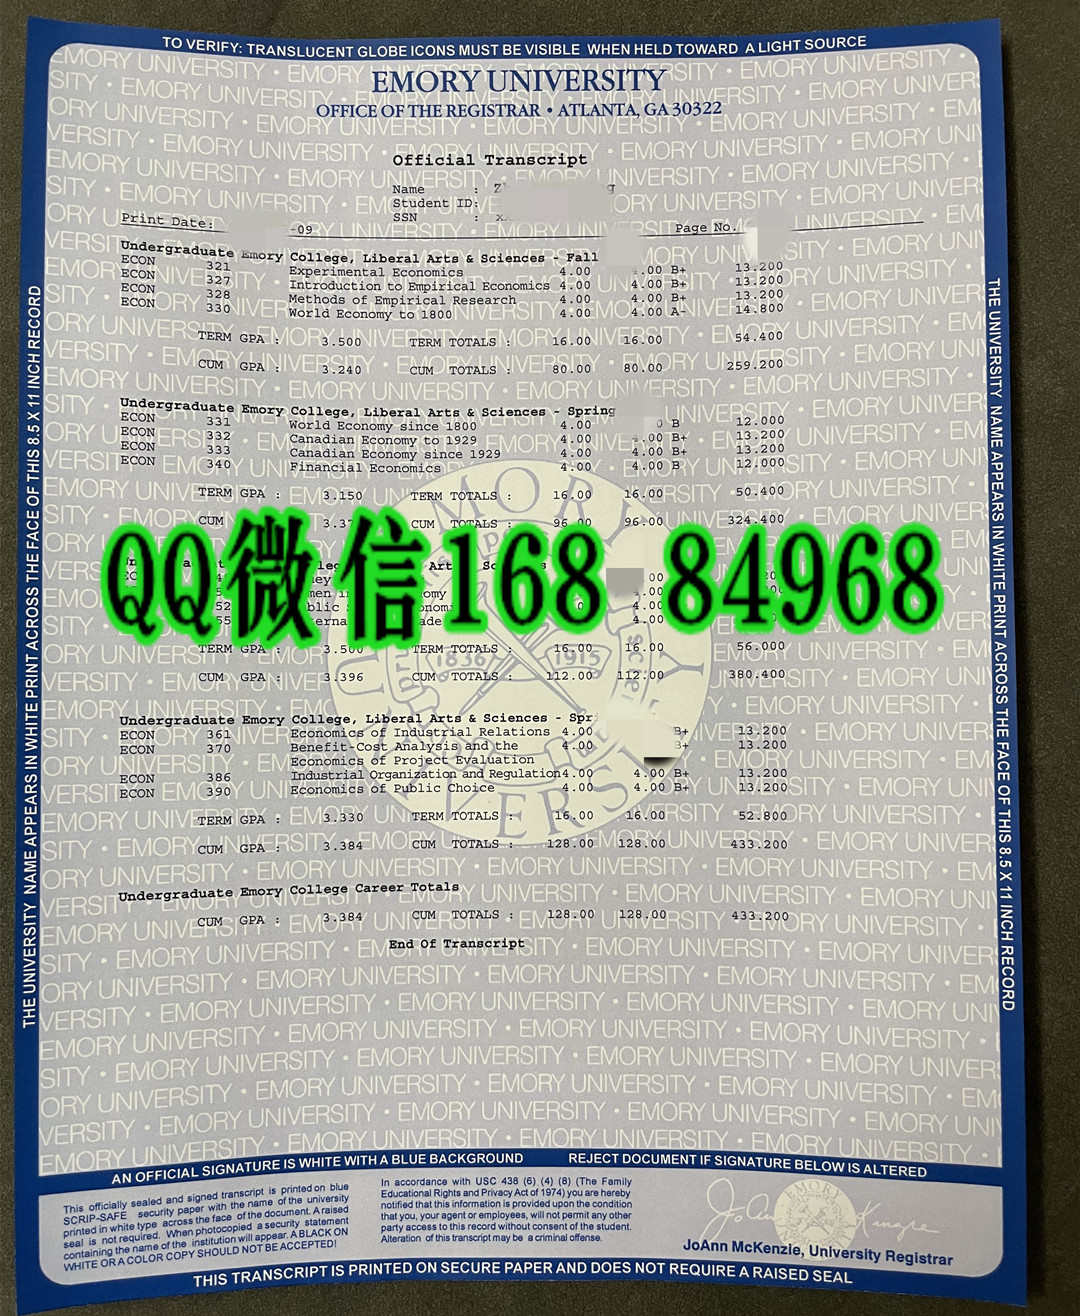 TO VERIFY: TRANSLUCENT GLOBE ICONS MUST BE VISIBLE WHEN HELD TOWARD A LIGHT SOURCE
EMORY UNIVERSITY
OFFICE OF THE REGISTRAR • ATLANTA, GA 30322
Official Transcript
Name :
Student ID:
SSN :
Print Date: -09 Page No.
Undergraduate Emory College, Liberal Arts & Sciences - Fall
ECON 321 Experimental Economics 4.00 4.00 B+ 13.200
ECON 327 Introduction to Empirical Economics 4.00 4.00 B+ 13.200
ECON 328 Methods of Empirical Research 4.00 4.00 B+ 13.200
ECON 330 World Economy to 1800 4.00 4.00 A- 14.800
TERM GPA : 3.500 TERM TOTALS : 16.00 16.00 54.400
CUM GPA : 3.240 CUM TOTALS : 80.00 80.00 259.200
Undergraduate Emory College, Liberal Arts & Sciences - Spring
ECON 331 World Economy since 1800 4.00 B 12.000
ECON 332 Canadian Economy to 1929 4.00 .00 B+ 13.200
ECON 333 Canadian Economy since 1929 4.00 4.00 B+ 13.200
ECON 340 Financial Economics 4.00 4.00 B 12.000
TERM GPA : 3.150 TERM TOTALS : 16.00 16.00 50.400
CUM CUM TOTALS : 96.00 96.00 324.400
QQ微信168 84968
TERM GPA : 3.500 TERM TOTALS : 16.00 16.00 56.000
CUM GPA : 3.396 CUM TOTALS : 112.00 112.00 380.400
Undergraduate Emory College, Liberal Arts & Sciences - Spr
ECON 361 Economics of Industrial Relations 4.00 B+ 13.200
ECON 370 Benefit-Cost Analysis and the 4.00 B+ 13.200
Economics of Project Evaluation
ECON 386 Industrial Organization and Regulation 4.00 4.00 B+ 13.200
ECON 390 Economics of Public Choice 4.00 4.00 B+ 13.200
TERM GPA : 3.330 TERM TOTALS : 16.00 16.00 52.800
CUM GPA : 3.384 CUM TOTALS : 128.00 128.00 433.200
Undergraduate Emory College Career Totals
CUM GPA : 3.384 CUM TOTALS : 128.00 128.00 433.200
End Of Transcript
1836 1915
THE UNIVERSITY NAME APPEARS IN WHITE PRINT ACROSS THE FACE OF THIS 8.5 X 11 INCH RECORD
THE UNIVERSITY NAME APPEARS IN WHITE PRINT ACROSS THE FACE OF THIS 8.5 X 11 INCH RECORD
AN OFFICIAL SIGNATURE IS WHITE WITH A BLUE BACKGROUND REJECT DOCUMENT IF SIGNATURE BELOW IS ALTERED
This officially sealed and signed transcript is printed on blue
SCRIP-SAFE security paper with the name of the university
printed in white type across the face of the document. A raised
seal is not required. When photocopied a security statement
containing the name of the institution will appear. A BLACK ON
WHITE OR A COLOR COPY SHOULD NOT BE ACCEPTED!
In accordance with USC 438 (6) (4) (8) (The Family
Educational Rights and Privacy Act of 1974) you are hereby
notified that this information is provided upon the condition
that you, your agent or employees, will not permit any other
party access to this record without consent of the student.
Alteration of this transcript may be a criminal offense.
JoAnn McKenzie, University Registrar
THIS TRANSCRIPT IS PRINTED ON SECURE PAPER AND DOES NOT REQUIRE A RAISED SEAL